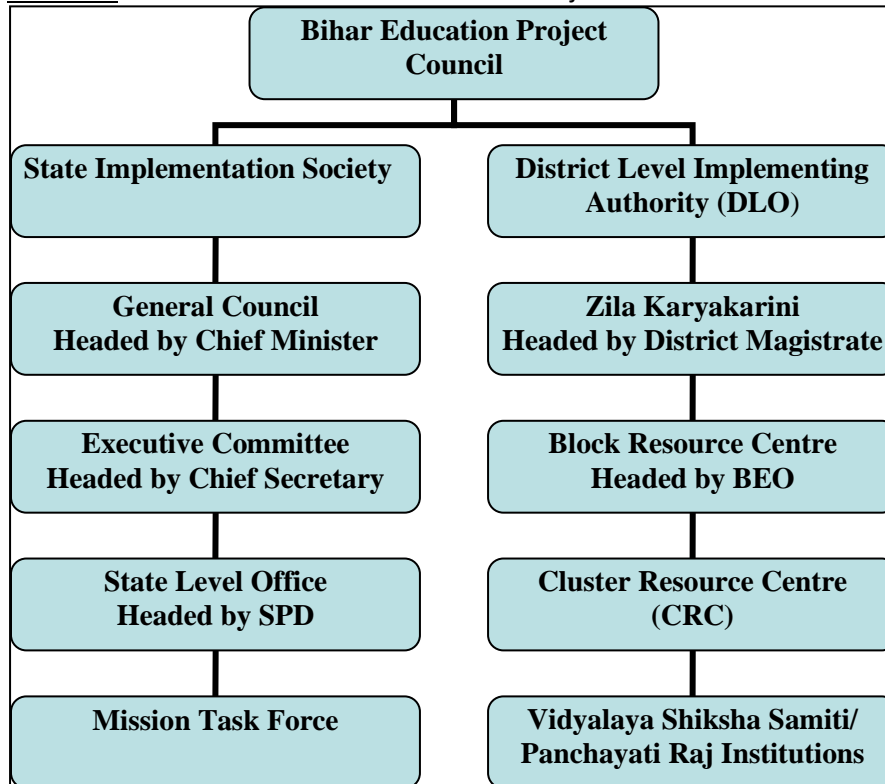 Bihar Education Project
Council
State Implementation Society
District Level Implementing
Authority (DLO)
General Council
Headed by Chief Minister
Zila Karyakarini
Headed by District Magistrate
Executive Committee
Headed by Chief Secretary
Block Resource Centre
Headed by BEO
State Level Office
Headed by SPD
Cluster Resource Centre
(CRC)
Mission Task Force
Vidyalaya Shiksha Samiti/
Panchayati Raj Institutions